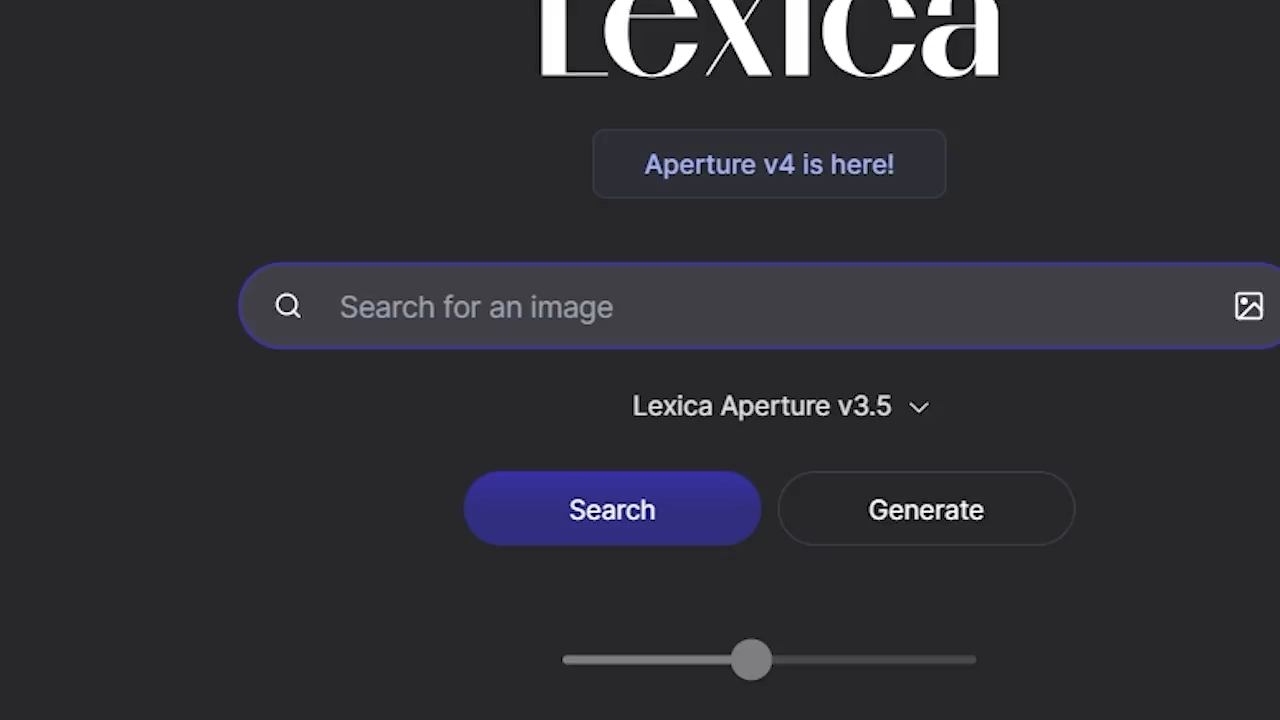 Lexica
Aperture v4 is here!
Search for an image
Lexica Aperture v3.5
Search
Generate